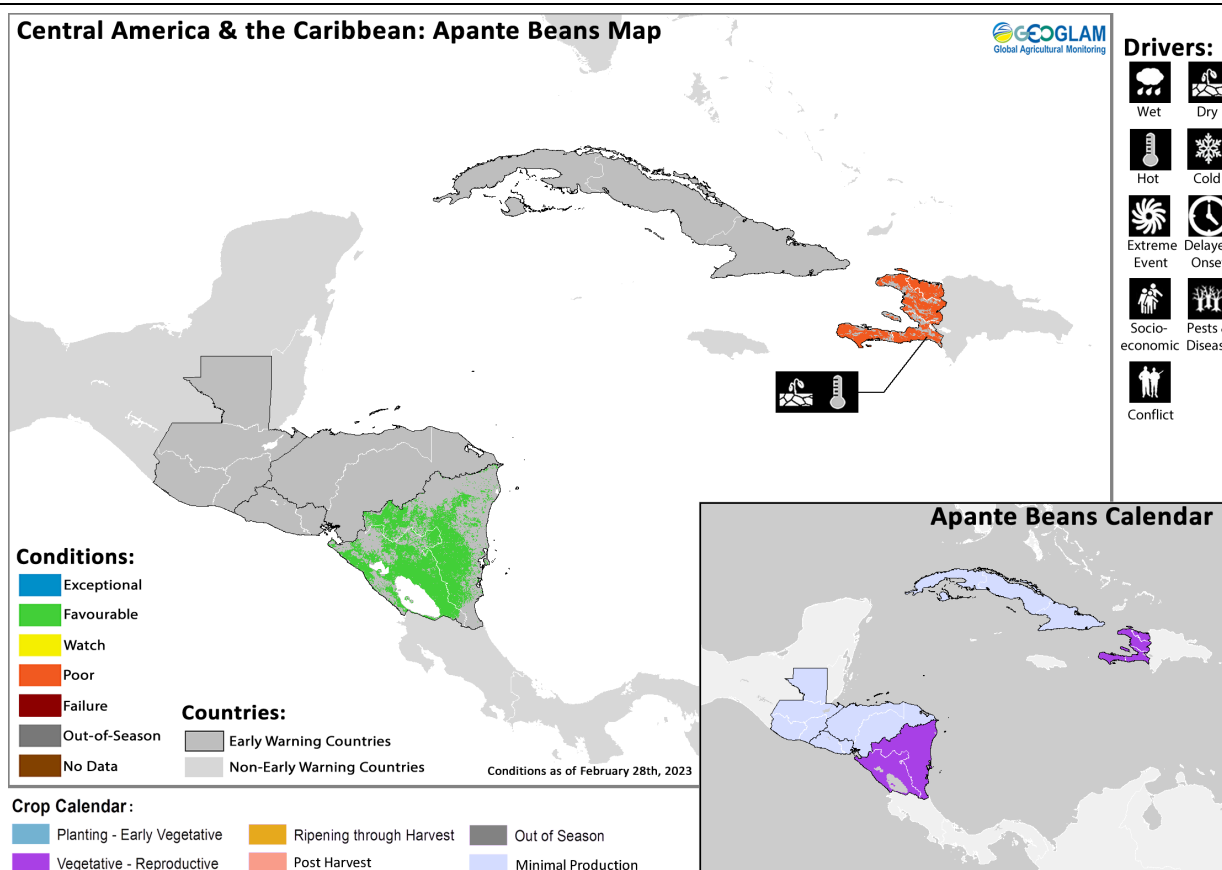 Central America & the Caribbean: Apante Beans Map
GEOGLAM
Global Agricultural Monitoring
Drivers:
Wet
Dry
Hot
Cold
Extreme
Event
Onse
Socio-
economic
Pests
Diseas
Conflict
Conditions:
Exceptional
Favourable
Watch
Poor
Failure
Out-of-Season
No Data
Countries:
Early Warning Countries
Non-Early Warning Countries
Conditions as of February 28th, 2023
Apante Beans Calendar
Crop Calendar:
Planting - Early Vegetative
Ripening through Harvest
Out of Season
Vegetative - Reproductive
Post Harvest
Minimal Production